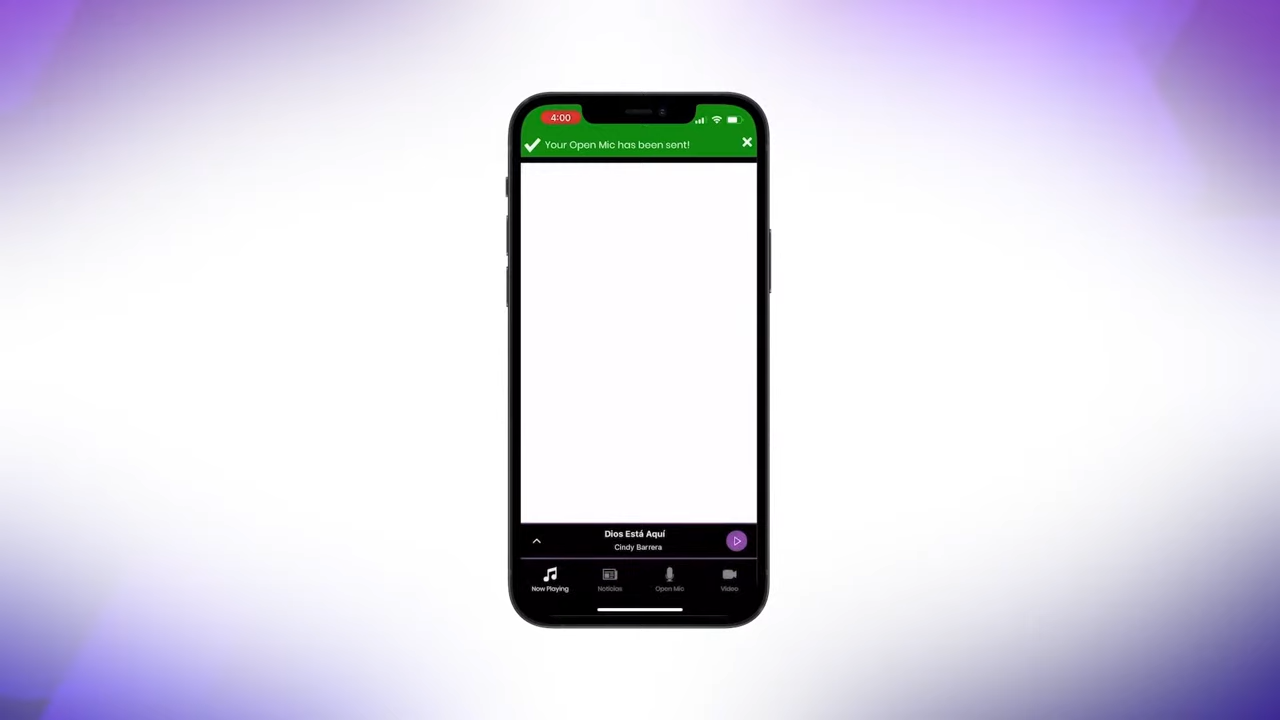 4:00
Your Open Mic has been sent!
Dios Está Aquí
Cindy Barrera
Now Playing
Noticias
Open Mic
Video